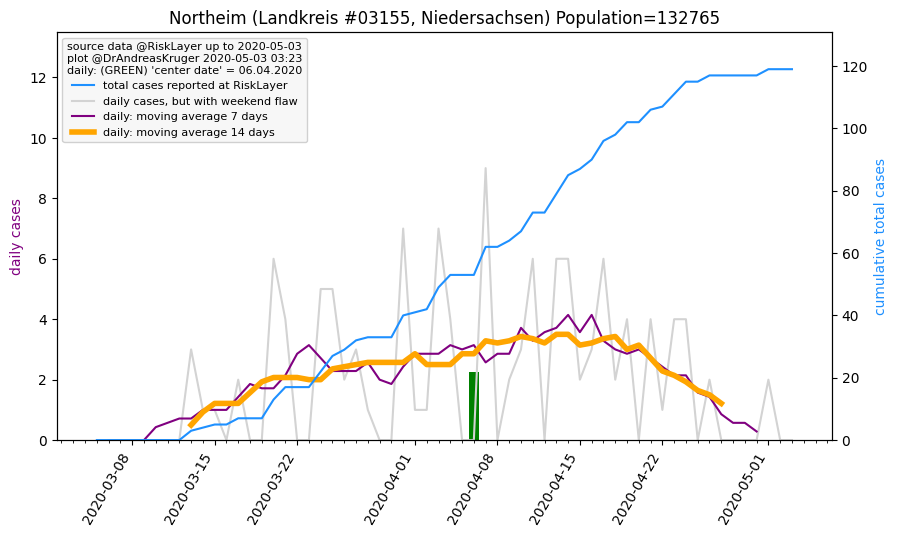 Northeim (Landkreis #03155, Niedersachsen) Population=132765
source data @RiskLayer up to 2020-05-03
plot @DrAndreasKruger 2020-05-03 03:23
daily: (GREEN) 'center date' = 06.04.2020
total cases reported at RiskLayer
daily cases, but with weekend flaw
daily: moving average 7 days
daily: moving average 14 days
daily cases
12
10
8
6
4
2
0
120
100
80
60
40
20
0
cumulative total cases
2020-03-08
2020-03-15
2020-03-22
2020-04-01
2020-04-08
2020-04-15
2020-04-22
2020-05-01